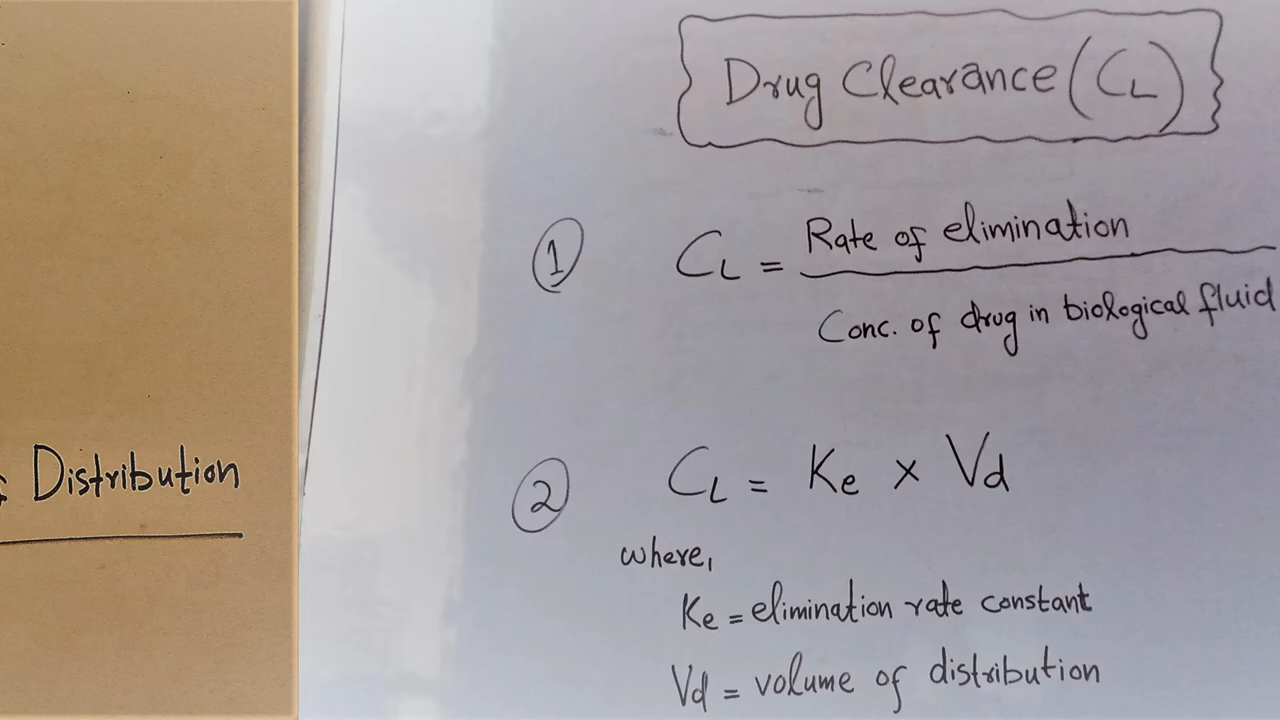 Distribution
Drug Clearance (CL)
1 CL = Rate of elimination
Conc. of drug in biological fluid
2 CL = Ke × Vd
where,
Ke = elimination rate constant
Vd = volume of distribution